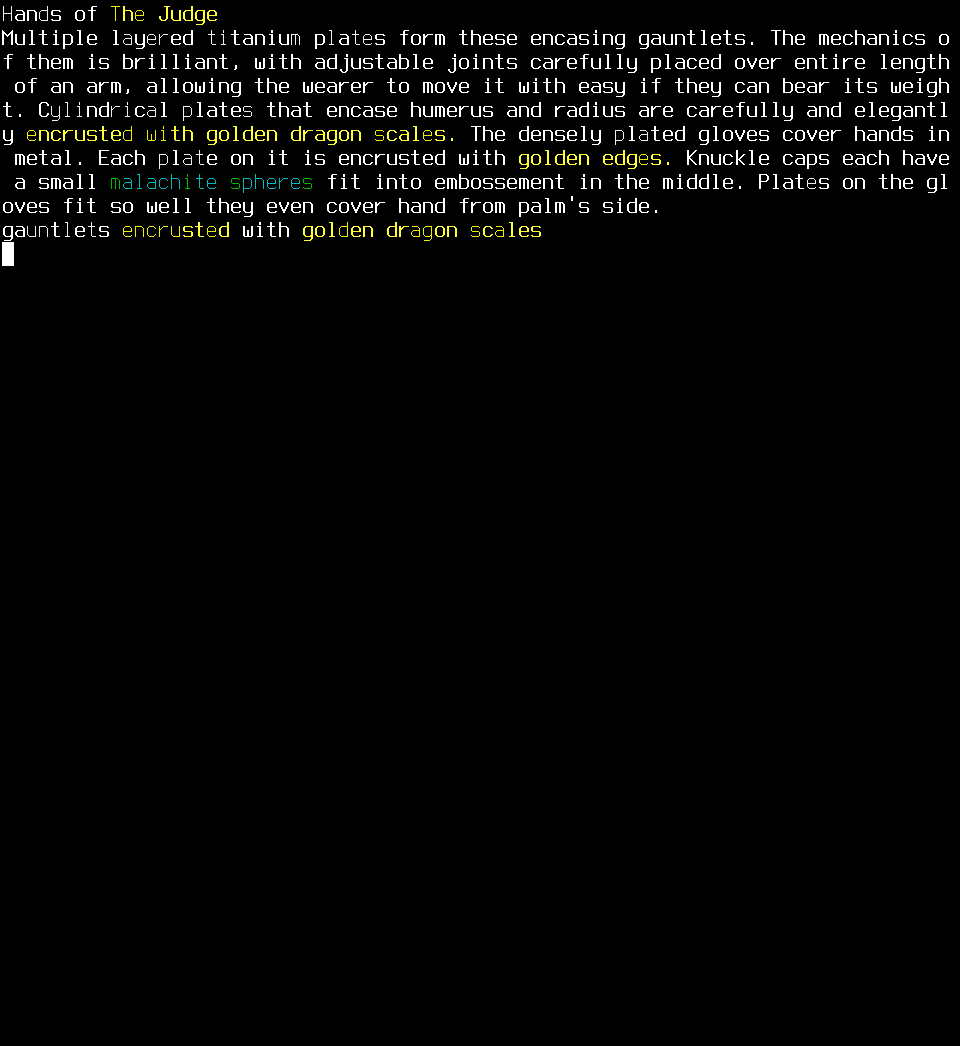 Hands of The Judge
Multiple layered titanium plates form these encasing gauntlets. The mechanics o
f them is brilliant, with adjustable joints carefully placed over entire length
 of an arm, allowing the wearer to move it with easy if they can bear its weigh
t. Cylindrical plates that encase humerus and radius are carefully and elegantl
y encrusted with golden dragon scales. The densely plated gloves cover hands in
 metal. Each plate on it is encrusted with golden edges. Knuckle caps each have
 a small malachite spheres fit into embossement in the middle. Plates on the gl
oves fit so well they even cover hand from palm's side.
gauntlets encrusted with golden dragon scales